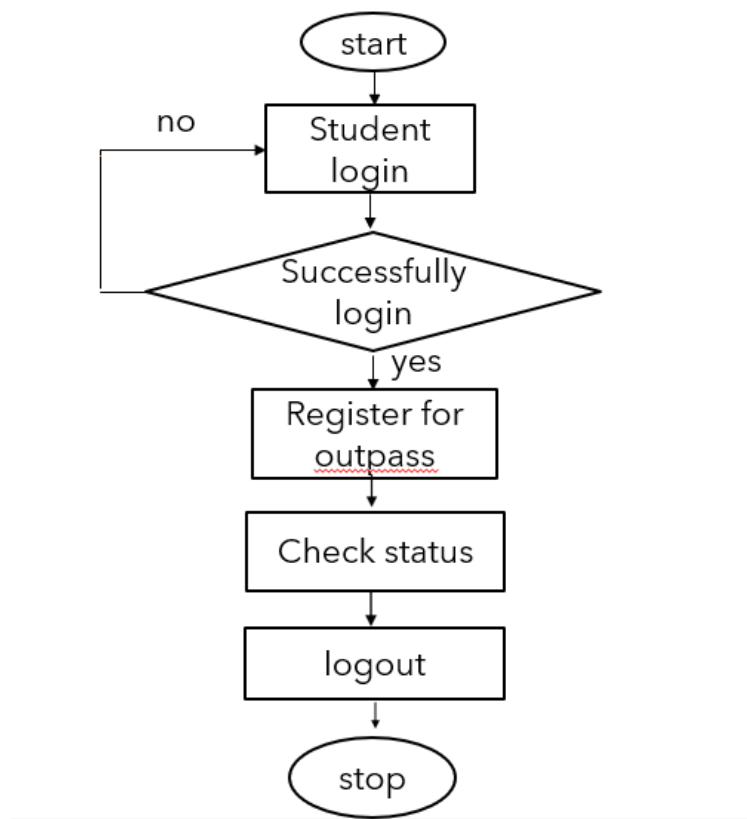 start
no
Student
login
Successfully
login
yes
Register for
outpass
Check status
logout
stop